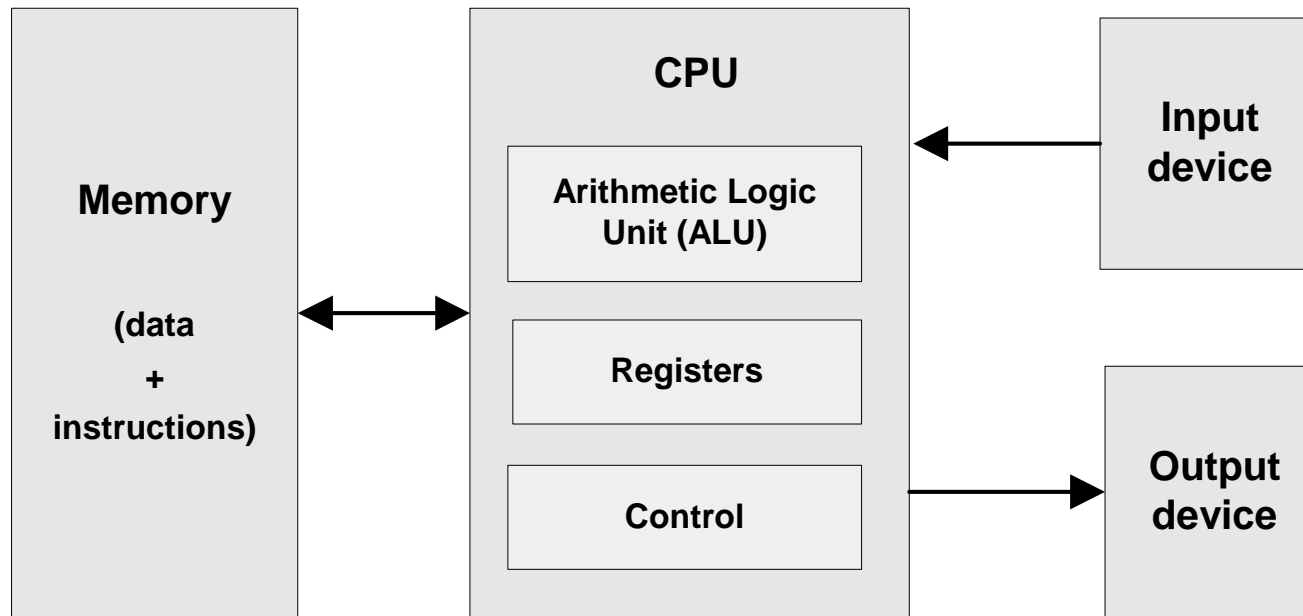 Memory
(data
+
instructions)
CPU
Arithmetic Logic
Unit (ALU)
Registers
Control
Input
device
Output
device